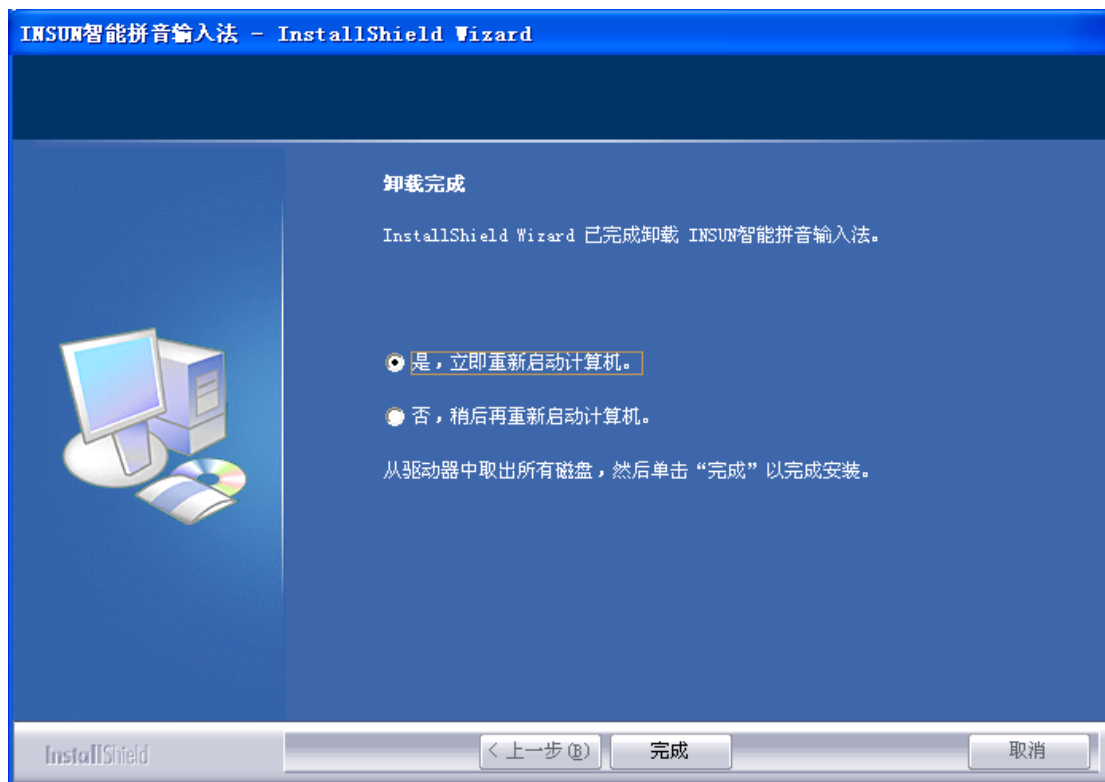 INSUN智能拼音输入法 - InstallShield Wizard
卸载完成
InstallShield Wizard 已完成卸载 INSUN智能拼音输入法。
是，立即重新启动计算机。
否，稍后再重新启动计算机。
从驱动器中取出所有磁盘，然后单击“完成”以完成安装。
InstallShield
< 上一步(B)
完成
取消